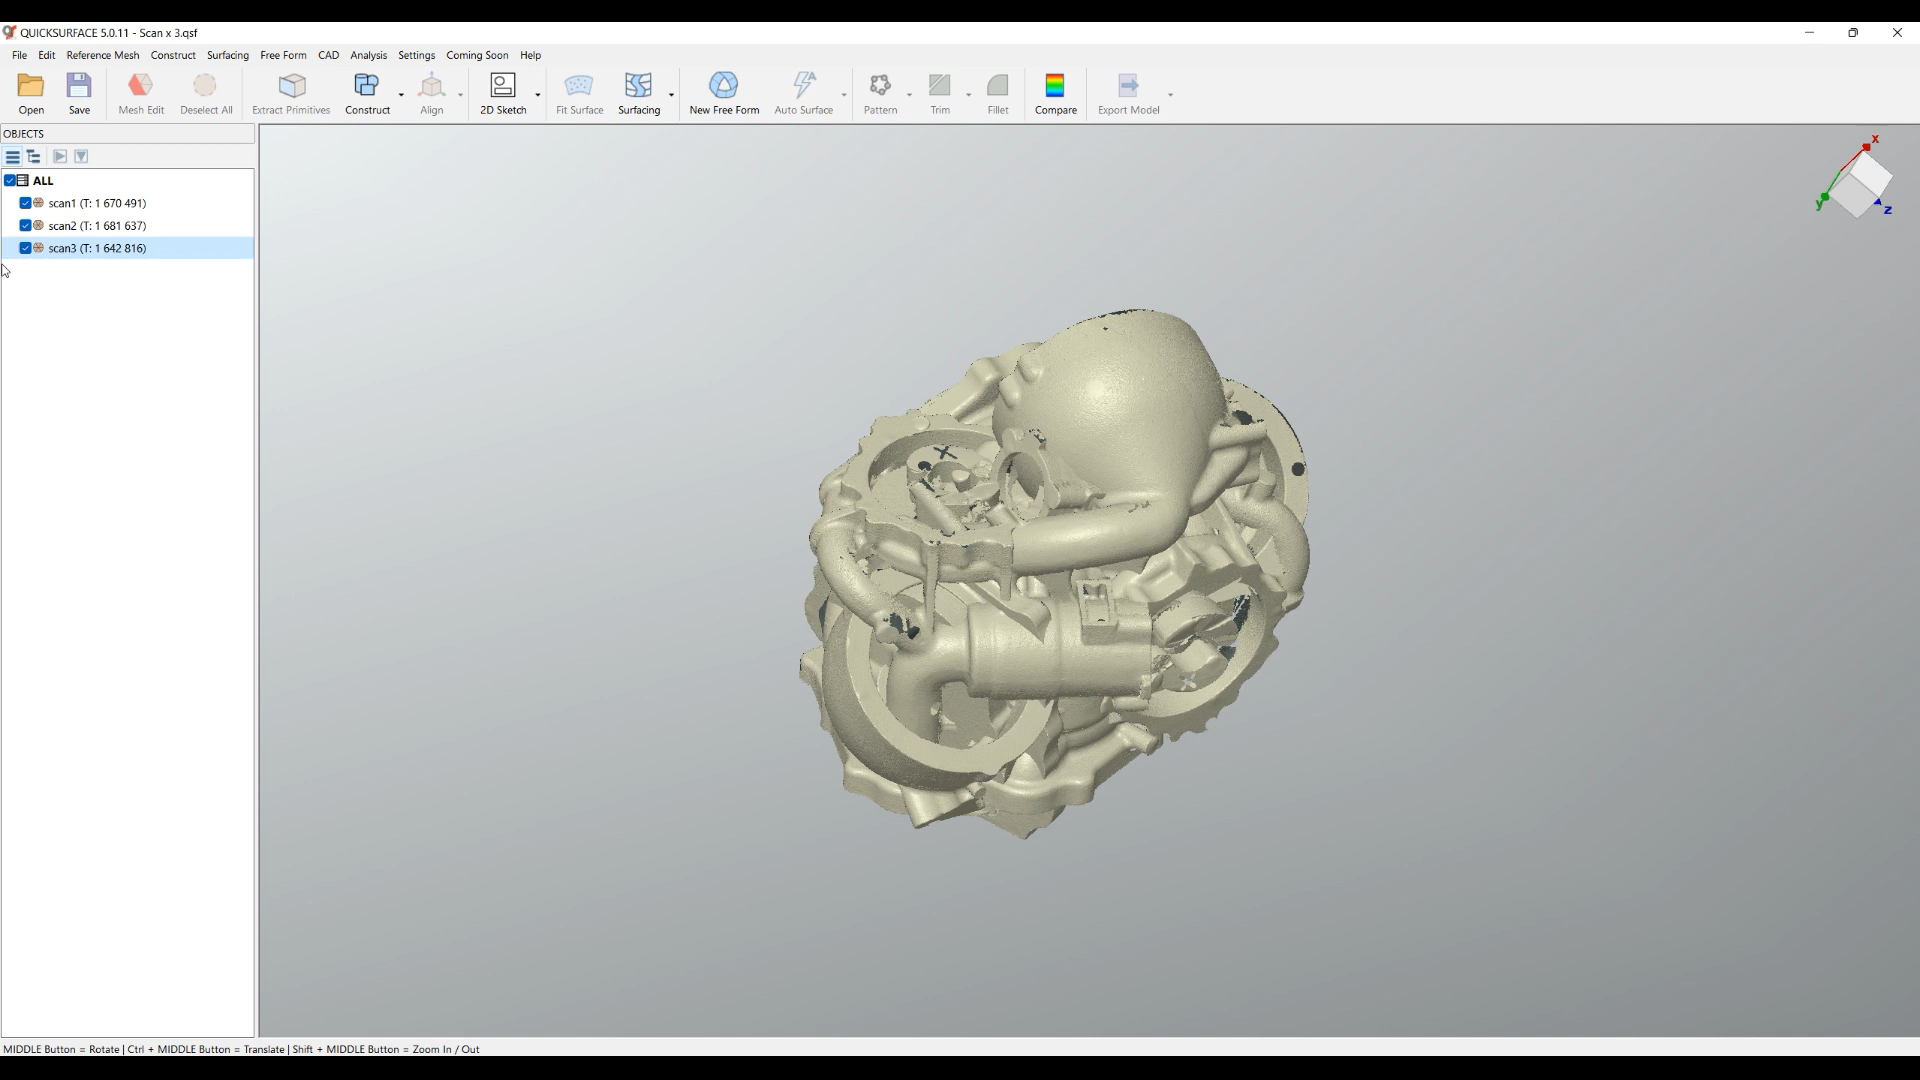 QUICKSURFACE 5.0.11 - Scan x 3.qsf
File Edit Reference Mesh Construct Surfacing Free Form CAD Analysis Settings Coming Soon Help
Open Save Mesh Edit Deselect All Extract Primitives Construct Align 2D Sketch Fit Surface Surfacing New Free Form Auto Surface Pattern Trim Fillet Compare Export Model
OBJECTS
ALL
scan1 (T: 1 670 491)
scan2 (T: 1 681 637)
scan3 (T: 1 642 816)
x
y
z
MIDDLE Button = Rotate | Ctrl + MIDDLE Button = Translate | Shift + MIDDLE Button = Zoom In / Out